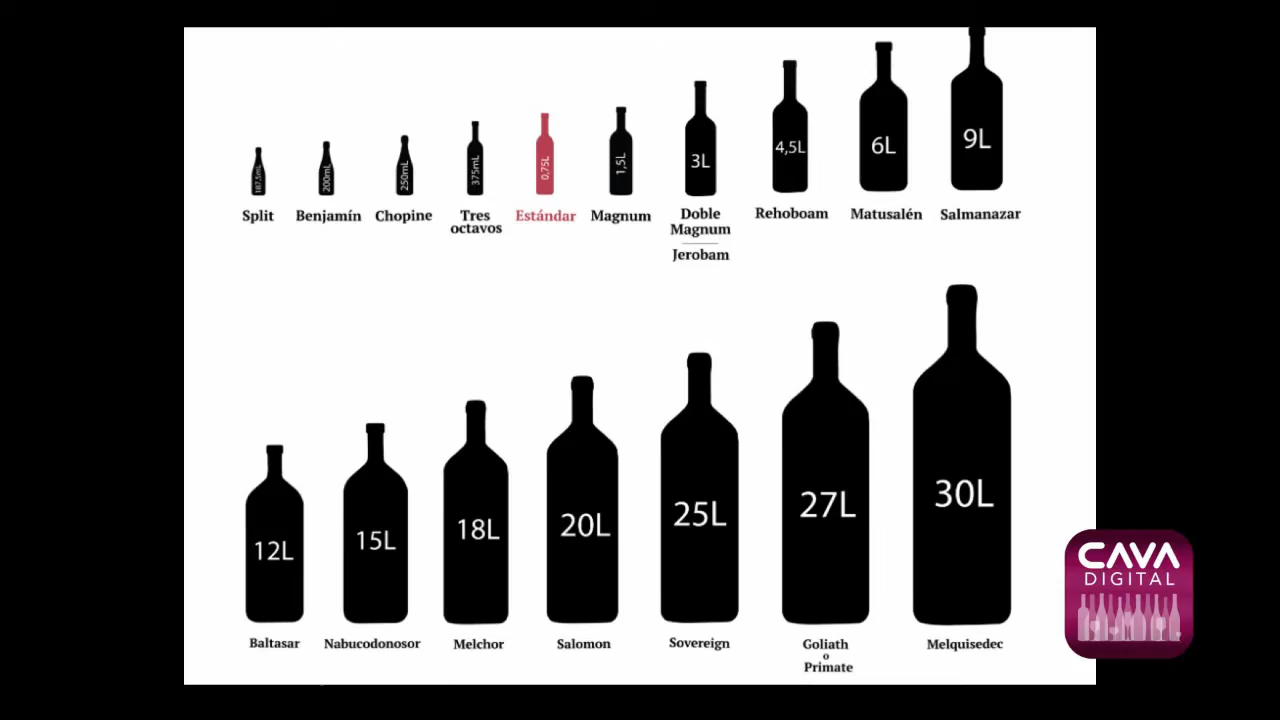 187,5mL
200mL
250mL
375mL
0,75L
1,5L
3L
4,5L
6L
9L
Split
Benjamín
Chopine
Tres
octavos
Estándar
Magnum
Doble
Magnum
Jerobam
Rehoboam
Matusalén
Salmanazar
12L
15L
18L
20L
25L
27L
30L
Baltasar
Nabucodonosor
Melchor
Salomon
Sovereign
Goliath
o
Primate
Melquisedec
CAVA
DIGITAL